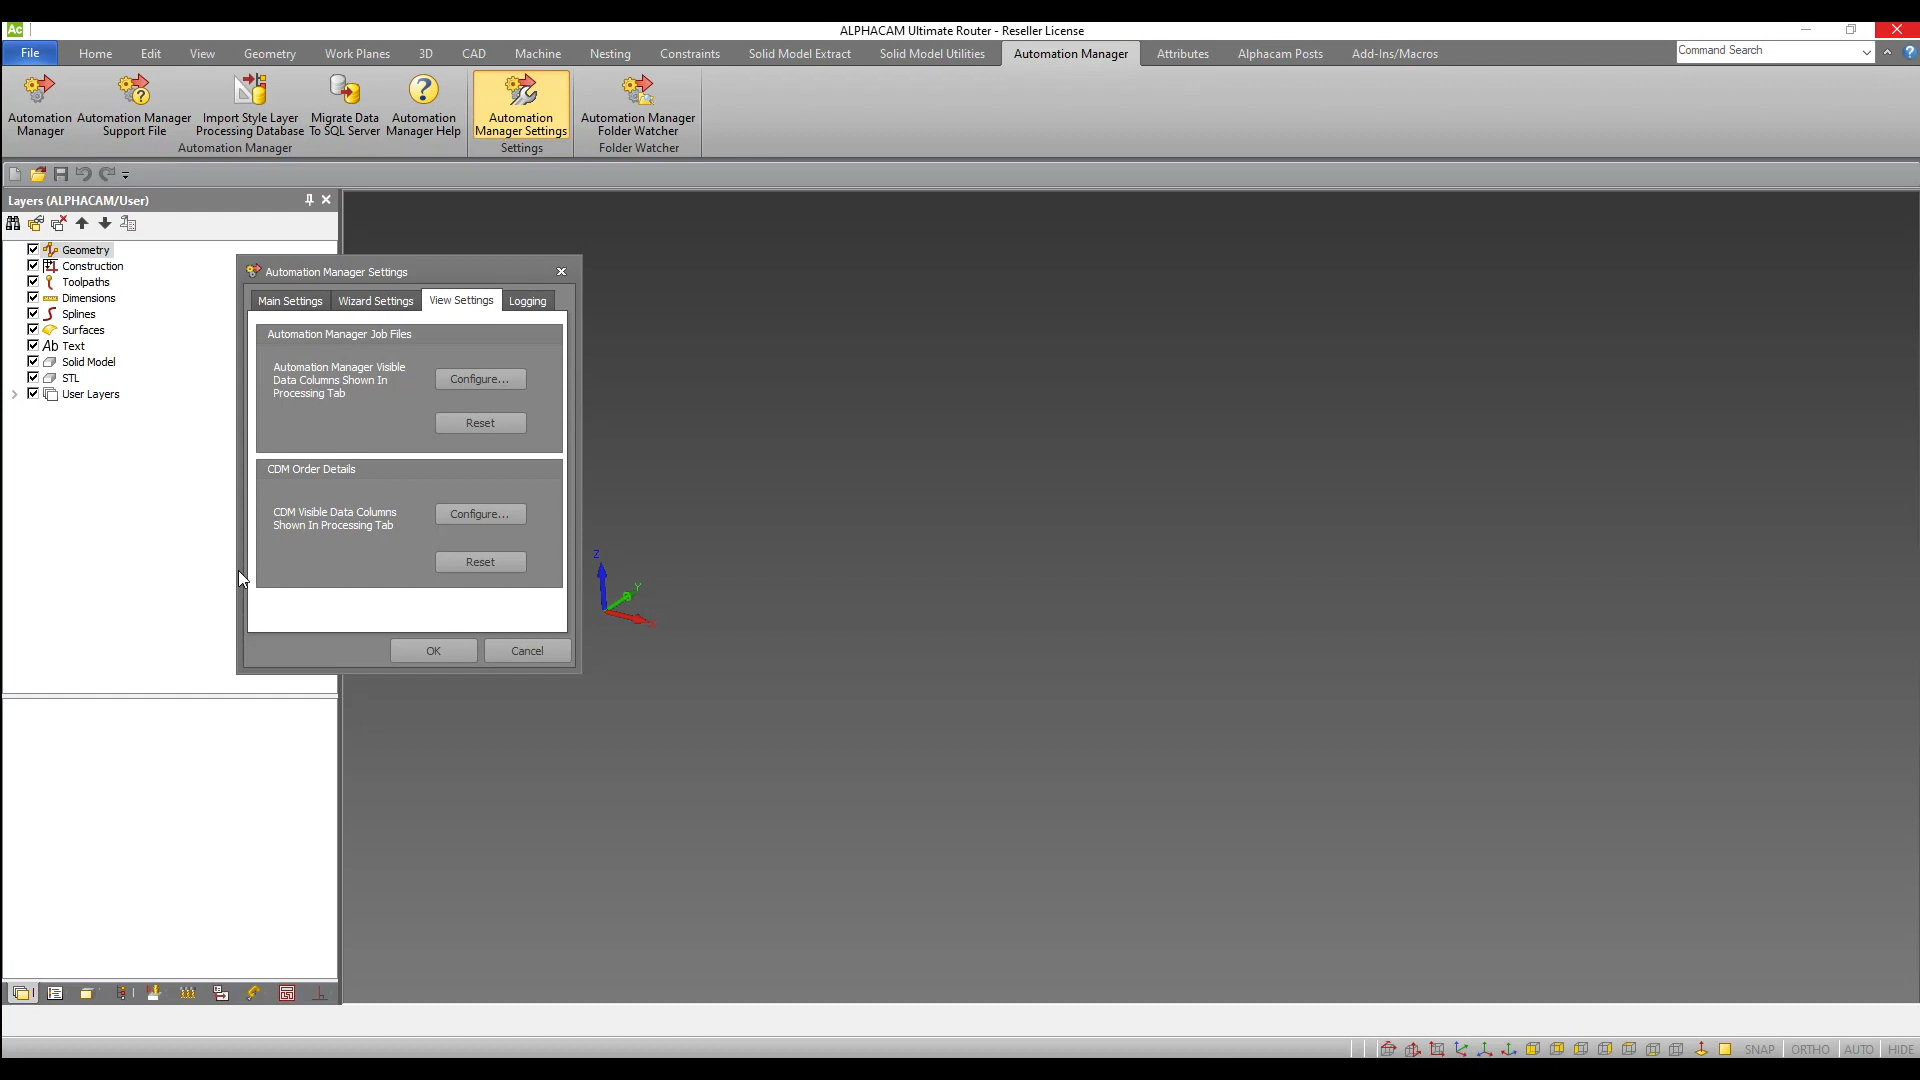 Ac
ALPHACAM Ultimate Router - Reseller License
File Home Edit View Geometry Work Planes 3D CAD Machine Nesting Constraints Solid Model Extract Solid Model Utilities Automation Manager Attributes Alphacam Posts Add-Ins/Macros Command Search
Automation Manager
Automation Manager Support File
Import Style Layer Processing Database
Migrate Data To SQL Server
Automation Manager Help
Automation Manager Settings
Automation Manager Folder Watcher
Automation Manager Settings Folder Watcher
Layers (ALPHACAM/User)
Geometry
Construction
Toolpaths
Dimensions
Splines
Surfaces
Ab Text
Solid Model
STL
User Layers
Automation Manager Settings
Main Settings Wizard Settings View Settings Logging
Automation Manager Job Files
Automation Manager Visible
Data Columns Shown In
Processing Tab
Configure...
Reset
CDM Order Details
CDM Visible Data Columns
Shown In Processing Tab
Configure...
Reset
OK Cancel
Z
Y
X
SNAP ORTHO AUTO HIDE